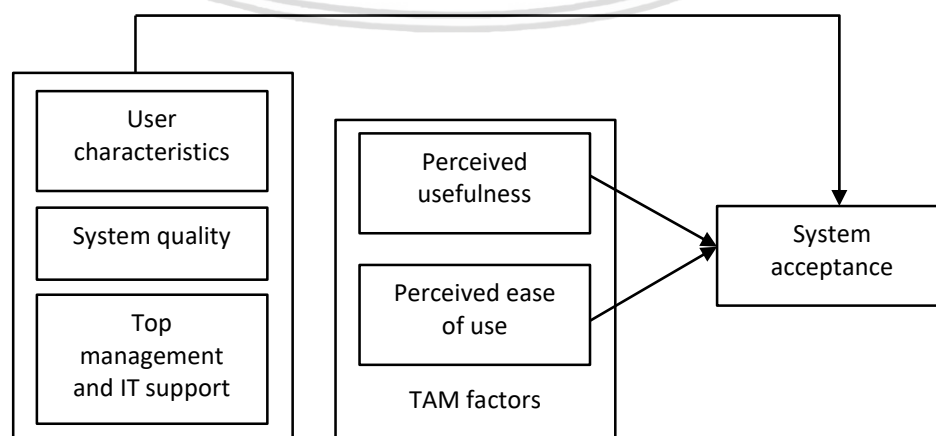 User
characteristics
System quality
Top
management
and IT support
Perceived
usefulness
Perceived ease
of use
TAM factors
System
acceptance